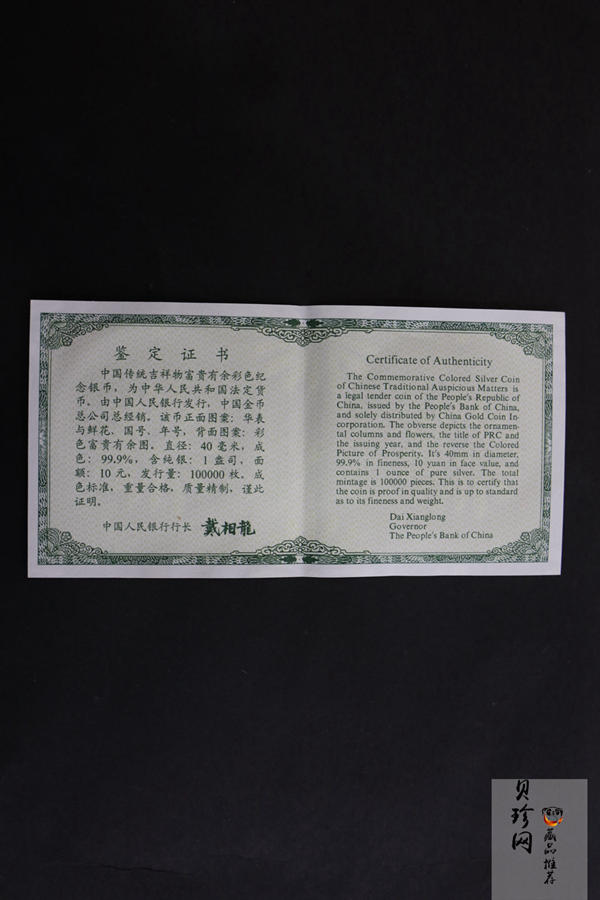 鉴定证书
中国传统吉祥物富贵有余彩色纪
念银币，为中华人民共和国法定货
币。由中国人民银行发行，中国金币
总公司总经销。该币正面图案：华表
与鲜花、国号、年号，背面图案：彩
色富贵有余图。直径：40毫米，成
色：99.9%，含纯银：1盎司，面
额：10元，发行量：100000枚。成
色标准，重量合格，质量精制，谨此
证明。
中国人民银行行长 戴相龍
Certificate of Authenticity
The Commemorative Colored Silver Coin
of Chinese Traditional Auspicious Matters is
a legal tender coin of the People's Republic of
China, issued by the People's Bank of China,
and solely distributed by China Gold Coin In-
corporation. The obverse depicts the ornamen-
tal columns and flowers, the title of PRC and
the issuing year, and the reverse the Colored
Picture of Prosperity. It's 40mm in diameter,
99.9% in fineness, 10 yuan in face value, and
contains 1 ounce of pure silver. The total
mintage is 100000 pieces. This is to certify that
the coin is proof in quality and is up to standard
as to its fineness and weight.
Dai Xianglong
Governor
The People's Bank of China
贝珍网
藏品推荐